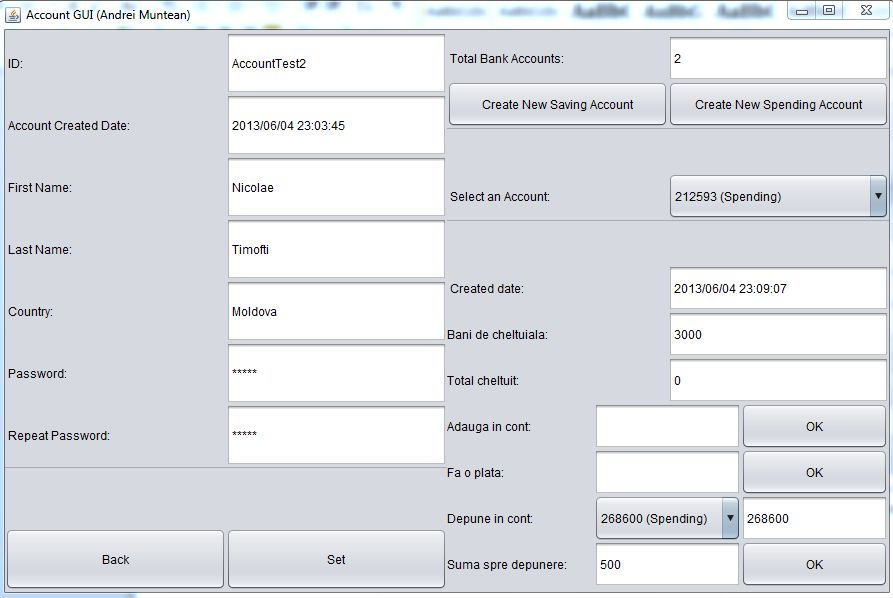 Account GUI (Andrei Muntean)
ID:
AccountTest2
Account Created Date:
2013/06/04 23:03:45
First Name:
Nicolae
Last Name:
Timofti
Country:
Moldova
Password:
*****
Repeat Password:
*****
Back
Set
Total Bank Accounts:
2
Create New Saving Account
Create New Spending Account
Select an Account:
212593 (Spending)
Created date:
2013/06/04 23:09:07
Bani de cheltuiala:
3000
Total cheltuit:
0
Adauga in cont:
OK
Fa o plata:
OK
Depune in cont:
268600 (Spending)
268600
Suma spre depunere:
500
OK